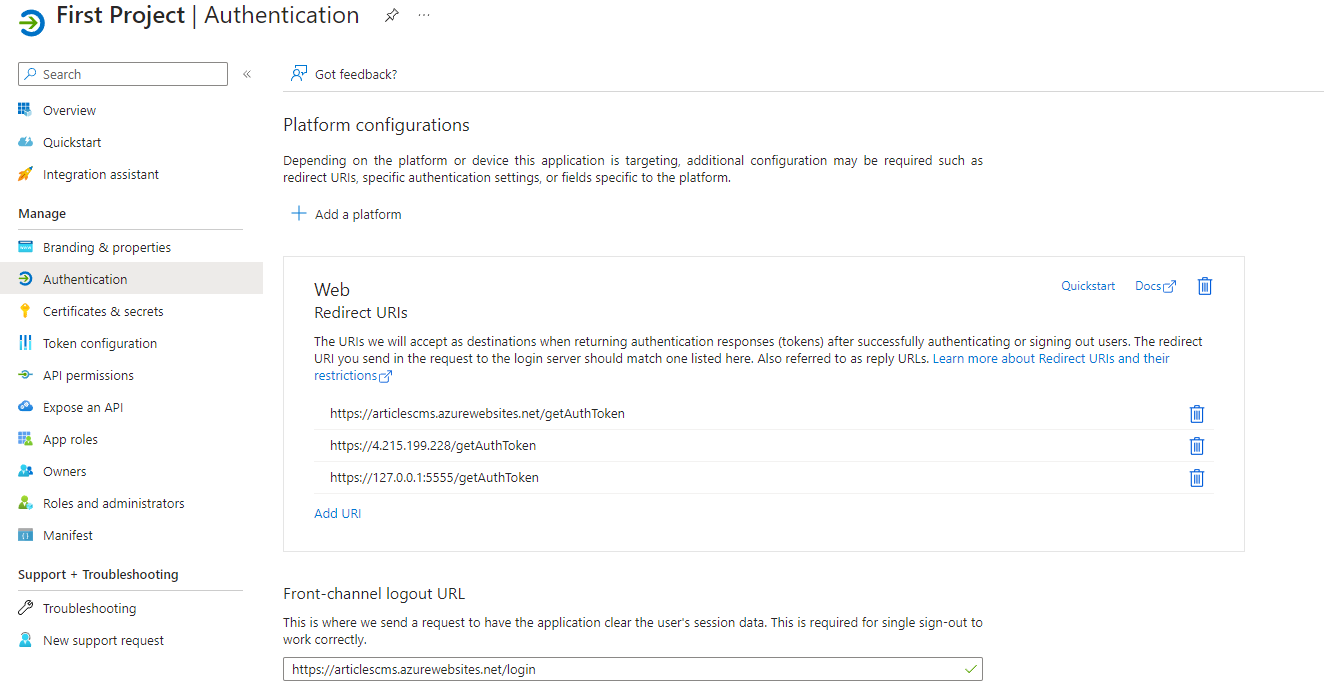 First Project | Authentication
Search
Overview
Quickstart
Integration assistant
Manage
Branding & properties
Authentication
Certificates & secrets
Token configuration
API permissions
Expose an API
App roles
Owners
Roles and administrators
Manifest
Support + Troubleshooting
Troubleshooting
New support request
Got feedback?
Platform configurations
Depending on the platform or device this application is targeting, additional configuration may be required such as
redirect URIs, specific authentication settings, or fields specific to the platform.
Add a platform
Web
Quickstart
Docs
Redirect URIs
The URIs we will accept as destinations when returning authentication responses (tokens) after successfully authenticating or signing out users. The redirect
URI you send in the request to the login server should match one listed here. Also referred to as reply URLs. Learn more about Redirect URIs and their
restrictions
https://articlescms.azurewebsites.net/getAuthToken
https://4.215.199.228/getAuthToken
https://127.0.0.1:5555/getAuthToken
Add URI
Front-channel logout URL
This is where we send a request to have the application clear the user's session data. This is required for single sign-out to
work correctly.
https://articlescms.azurewebsites.net/login